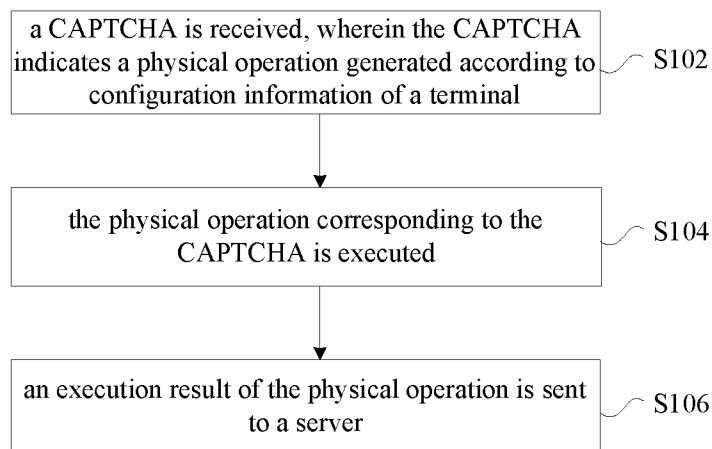 a CAPTCHA is received, wherein the CAPTCHA
indicates a physical operation generated according to
configuration information of a terminal
S102
the physical operation corresponding to the
CAPTCHA is executed
S104
an execution result of the physical operation is sent
to a server
S106